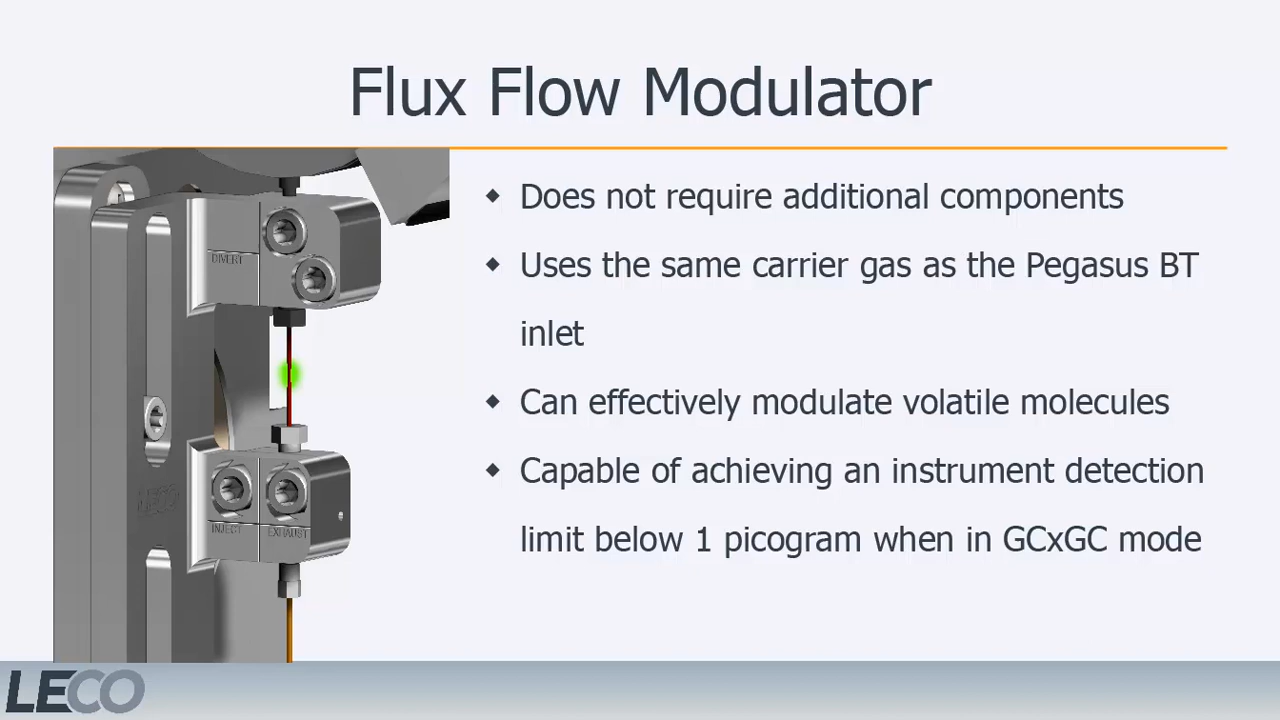 Flux Flow Modulator
DIVERT
INJECT
EXHAUST
LECO
◆ Does not require additional components
◆ Uses the same carrier gas as the Pegasus BT
inlet
◆ Can effectively modulate volatile molecules
◆ Capable of achieving an instrument detection
limit below 1 picogram when in GCxGC mode
LECO